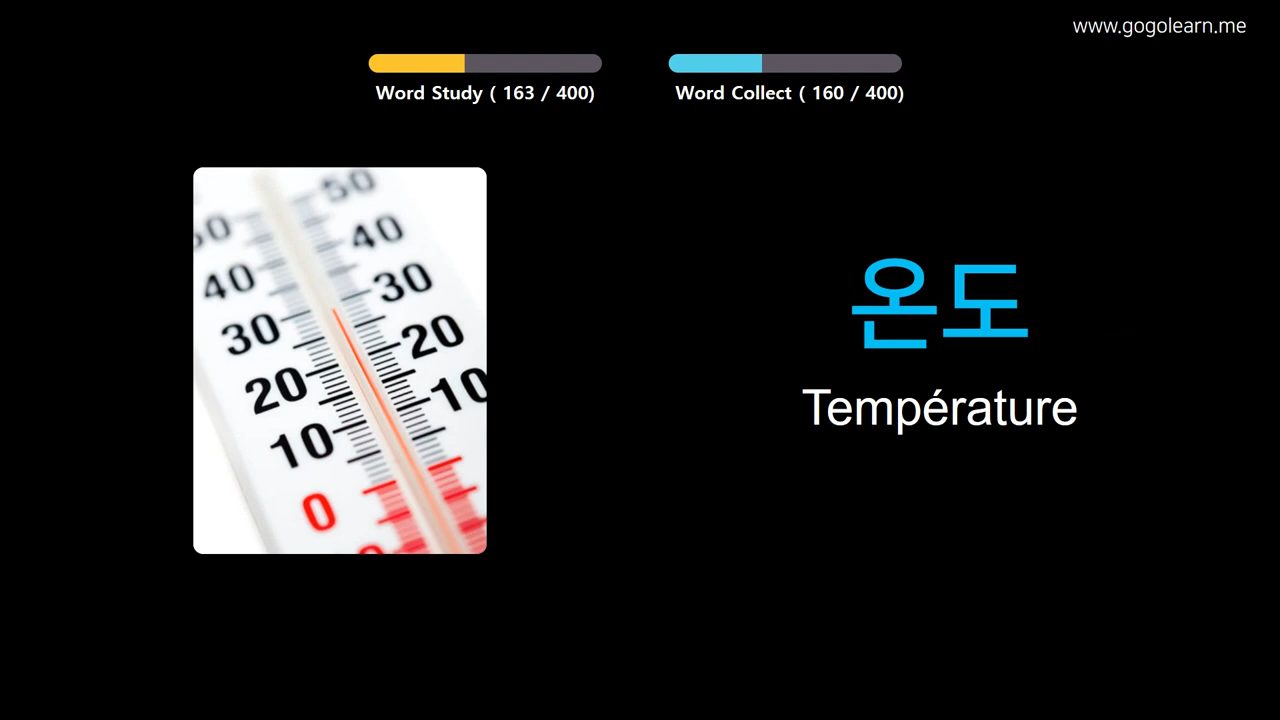 www.gogolearn.me
Word Study ( 163 / 400)
Word Collect ( 160 / 400)
50
40
30
20
10
40
30
20
10
0
온도
Température